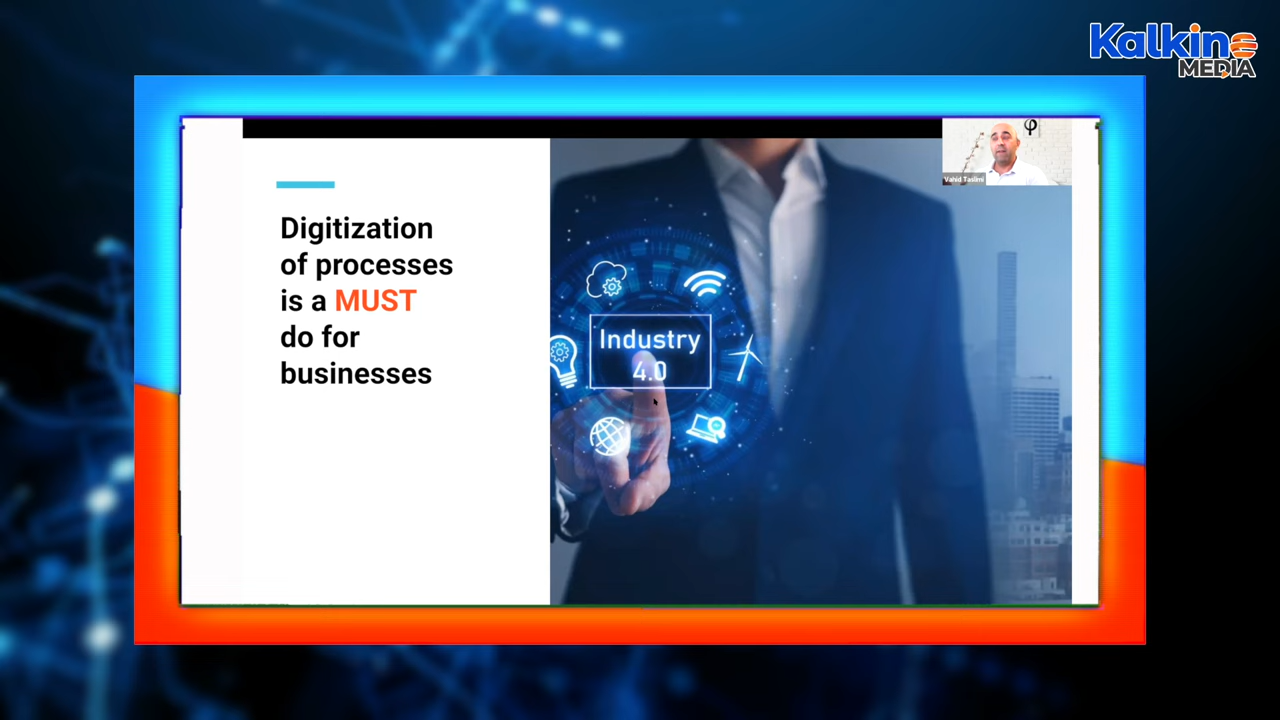 Kalkine
MEDIA
φ
Vahid Taslimi
Digitization
of processes
is a MUST
do for
businesses
Industry
4.0